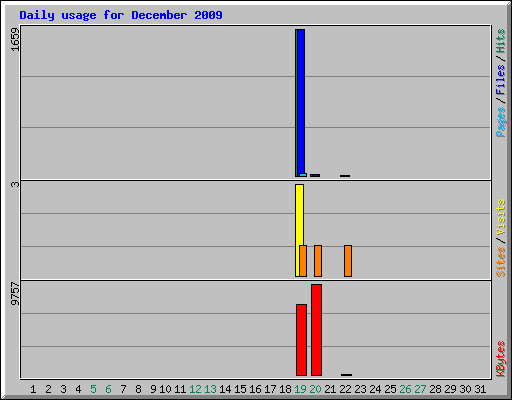 Daily usage for December 2009
1659
Pages / Files / Hits
3
Sites / Visits
9757
KBytes
1 2 3 4 5 6 7 8 9 10 11 12 13 14 15 16 17 18 19 20 21 22 23 24 25 26 27 28 29 30 31